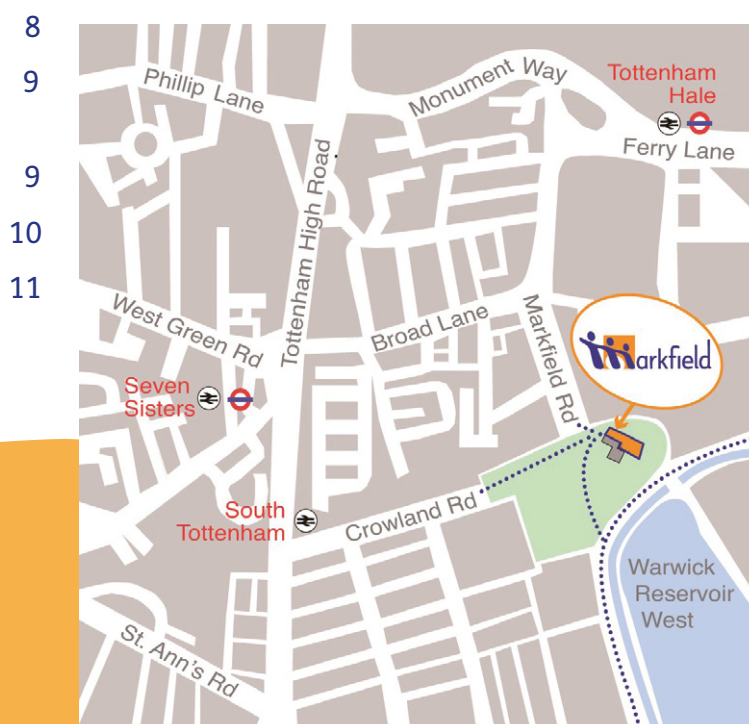 8
9
9
10
11
Phillip Lane
Monument Way
Tottenham
Hale
Ferry Lane
Tottenham High Road
West Green Rd
Broad Lane
Markfield Rd
markfield
Seven
Sisters
South
Tottenham
Crowland Rd
Warwick
Reservoir
West
St. Ann's Rd